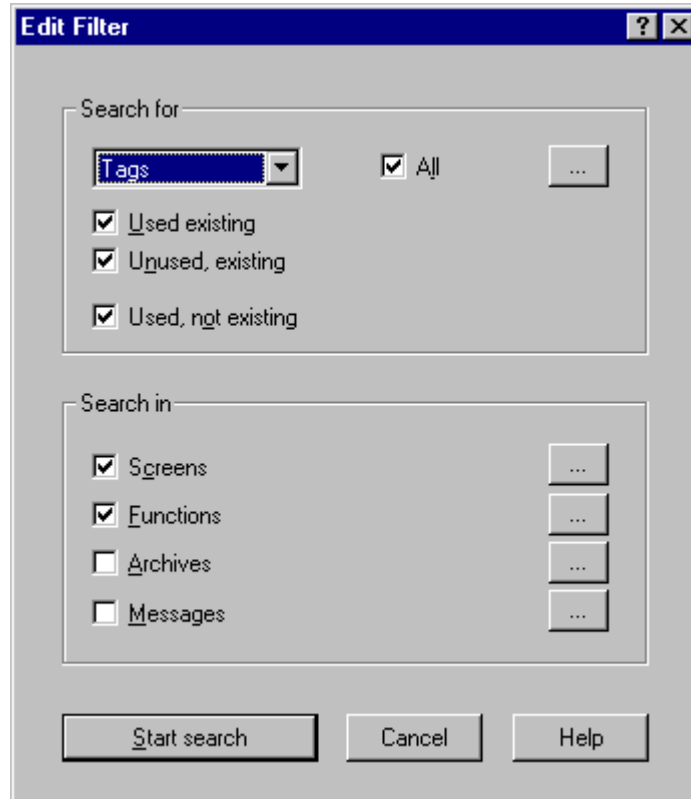 Edit Filter
Search for
Tags All ...
Used existing
Unused, existing
Used, not existing
Search in
Screens ...
Functions ...
Archives ...
Messages ...
Start search Cancel Help